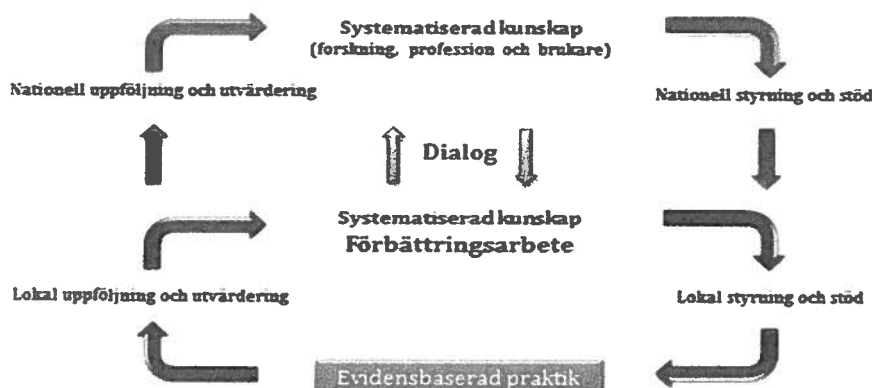 Systematiserad kunskap
(forskning, profession och brukare)
Nationell uppföljning och utvärdering
Nationell styrning och stöd
Dialog
Systematiserad kunskap
Förbättringsarbete
Lokal uppföljning och utvärdering
Lokal styrning och stöd
Evidensbaserad praktik